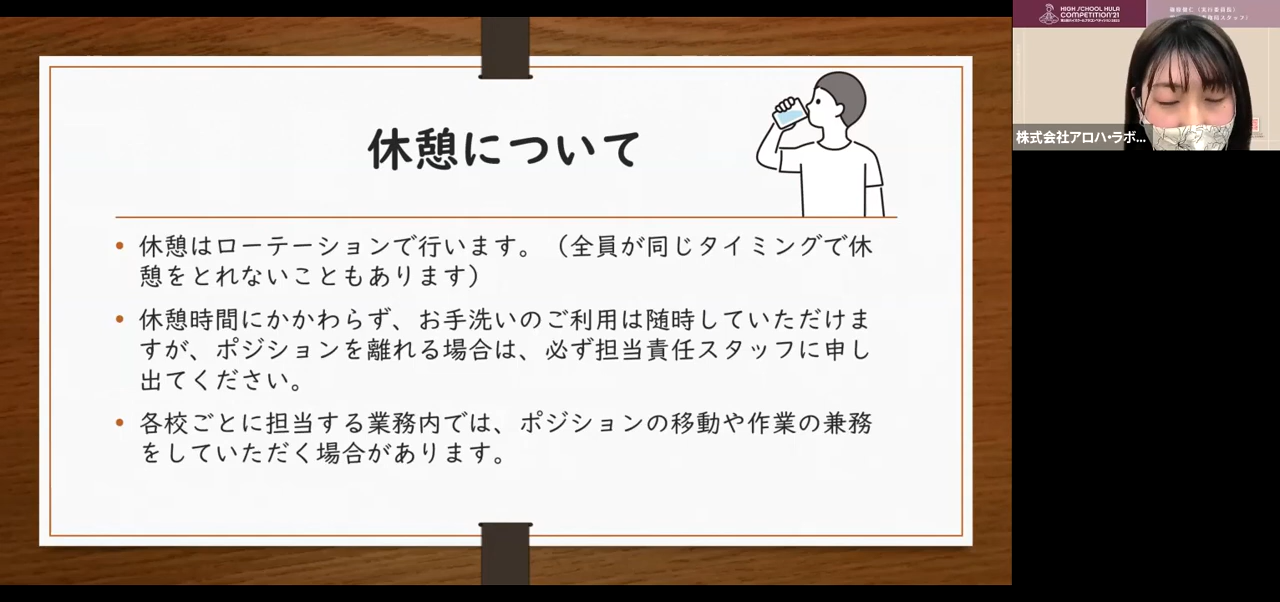 休憩について
• 休憩はローテーションで行います。（全員が同じタイミングで休
憩をとれないこともあります）
• 休憩時間にかかわらず、お手洗いのご利用は随時していただけま
すが、ポジションを離れる場合は、必ず担当責任スタッフに申し
出てください。
• 各校ごとに担当する業務内では、ポジションの移動や作業の兼務
をしていただく場合があります。
HIGH SCHOOL HULA
COMPETITION'21
株式会社アロハ・ラボ...